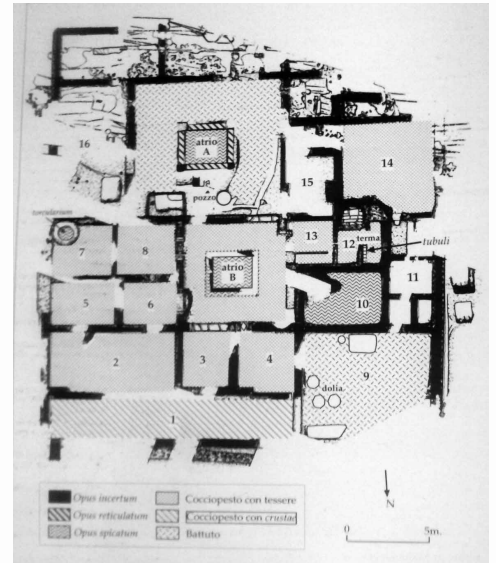 16
atrio
A
14
15
pozzo
torcularium
7
8
13
12
terma
tubuli
atrio
B
11
5
6
10
2
3
4
9
dolia
1
N
Opus incertum
Opus reticulatum
Opus spicatum
Cocciopesto con tessere
Cocciopesto con crustae
Battuto
0
5m.